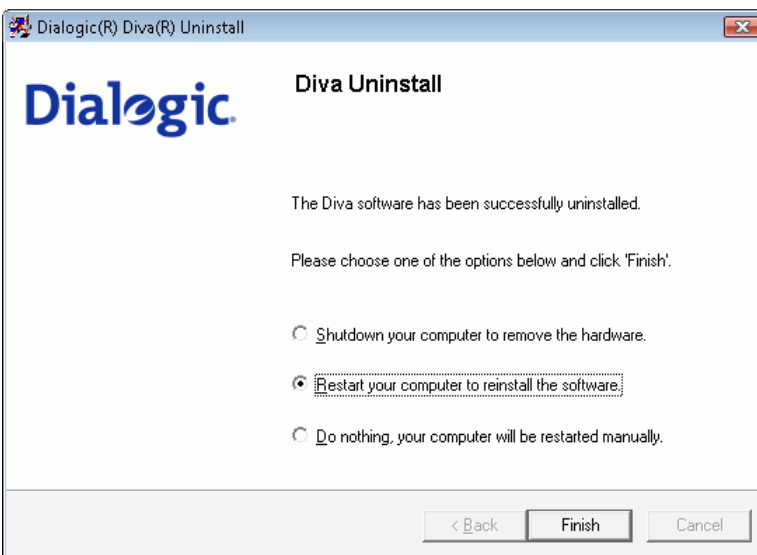 Dialogic(R) Diva(R) Uninstall
Dialogic.
Diva Uninstall
The Diva software has been successfully uninstalled.
Please choose one of the options below and click 'Finish'.
Shutdown your computer to remove the hardware.
Restart your computer to reinstall the software.
Do nothing, your computer will be restarted manually.
< Back
Finish
Cancel